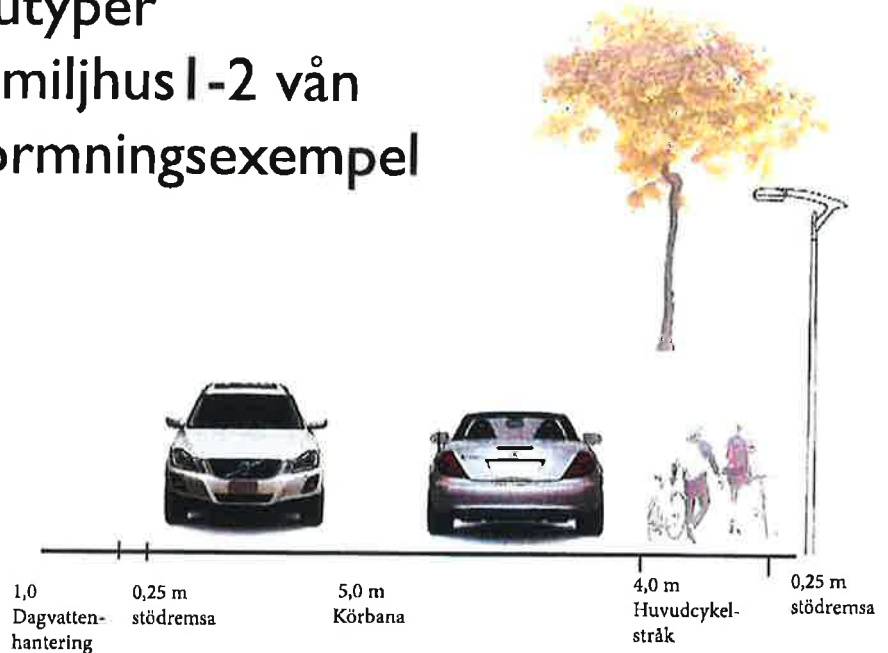 utyper
miljhus 1-2 vån
ormningsexempel
1,0
Dagvatten-
hantering
0,25 m
stödremsa
5,0 m
Körbana
4,0 m
Huvudcykel-
stråk
0,25 m
stödremsa